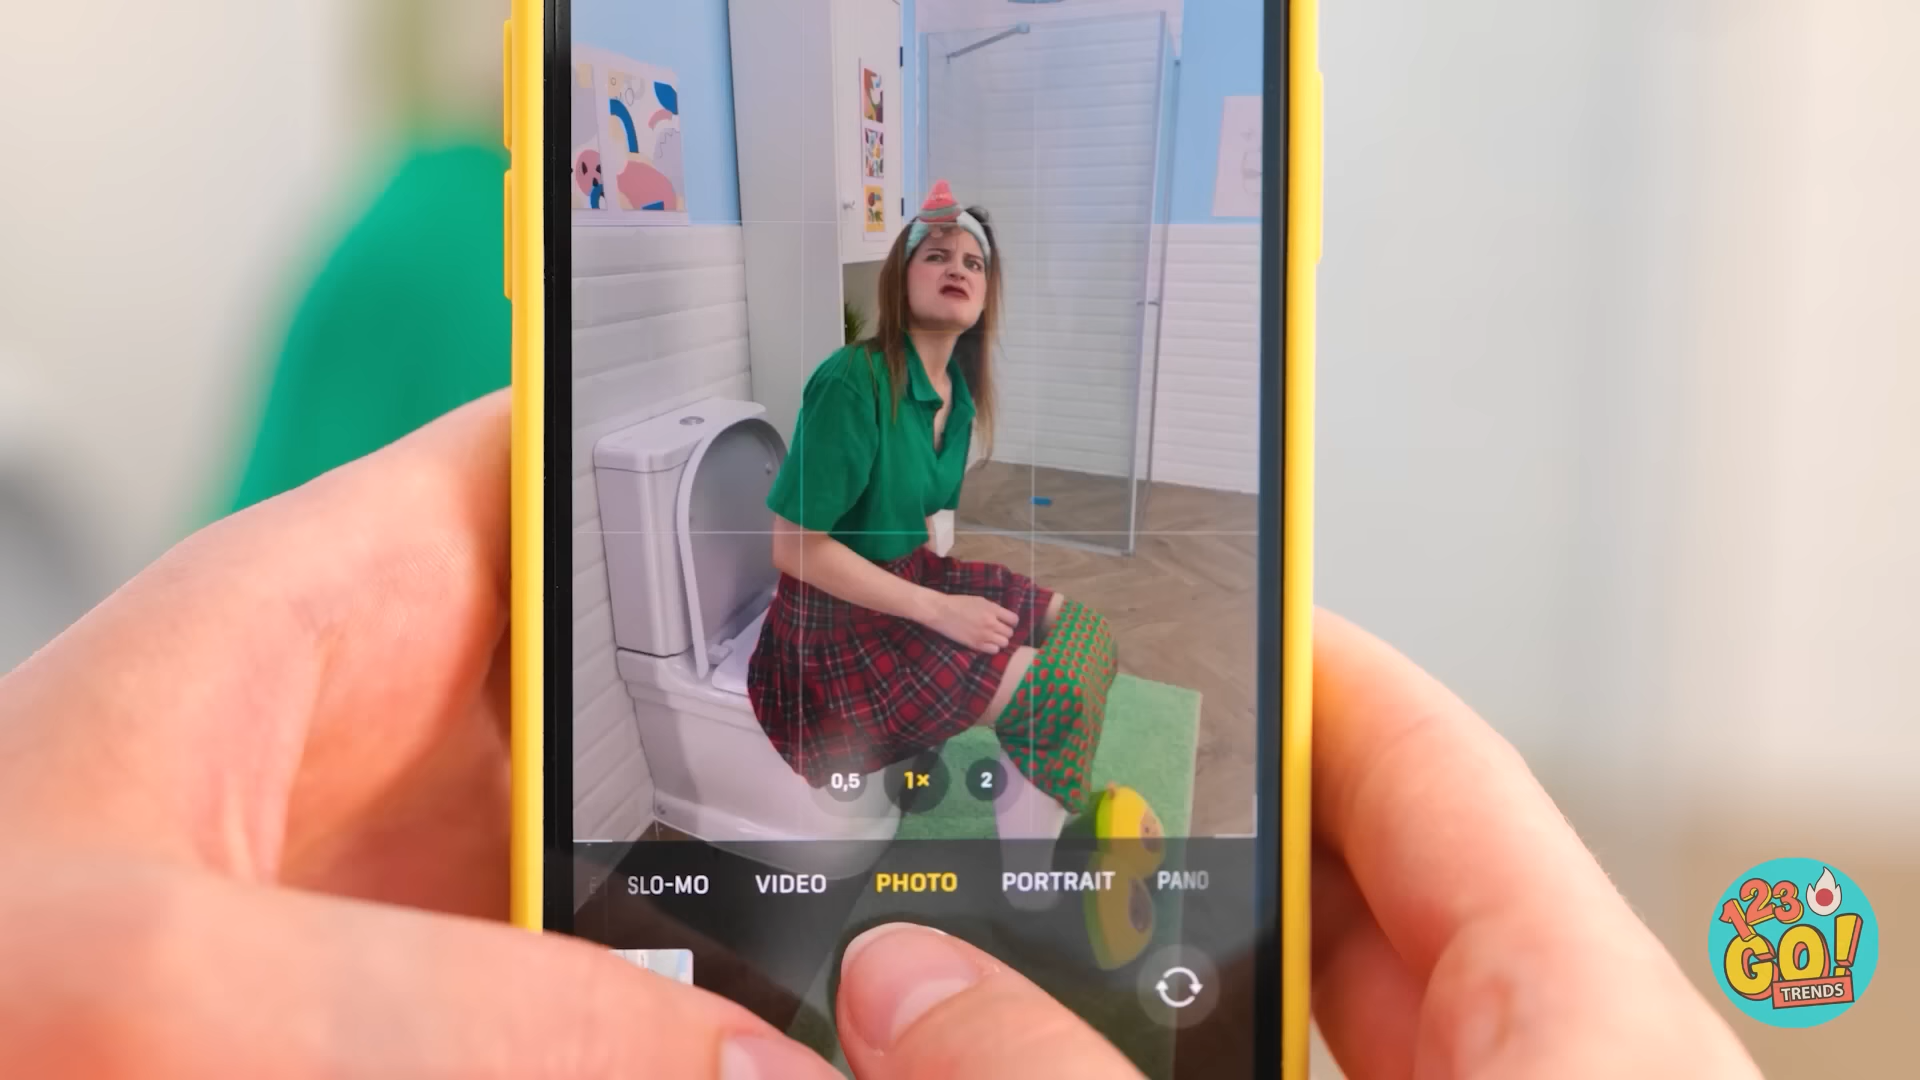 0,5 1× 2
SLO-MO VIDEO PHOTO PORTRAIT PANO
123
GO!
TRENDS